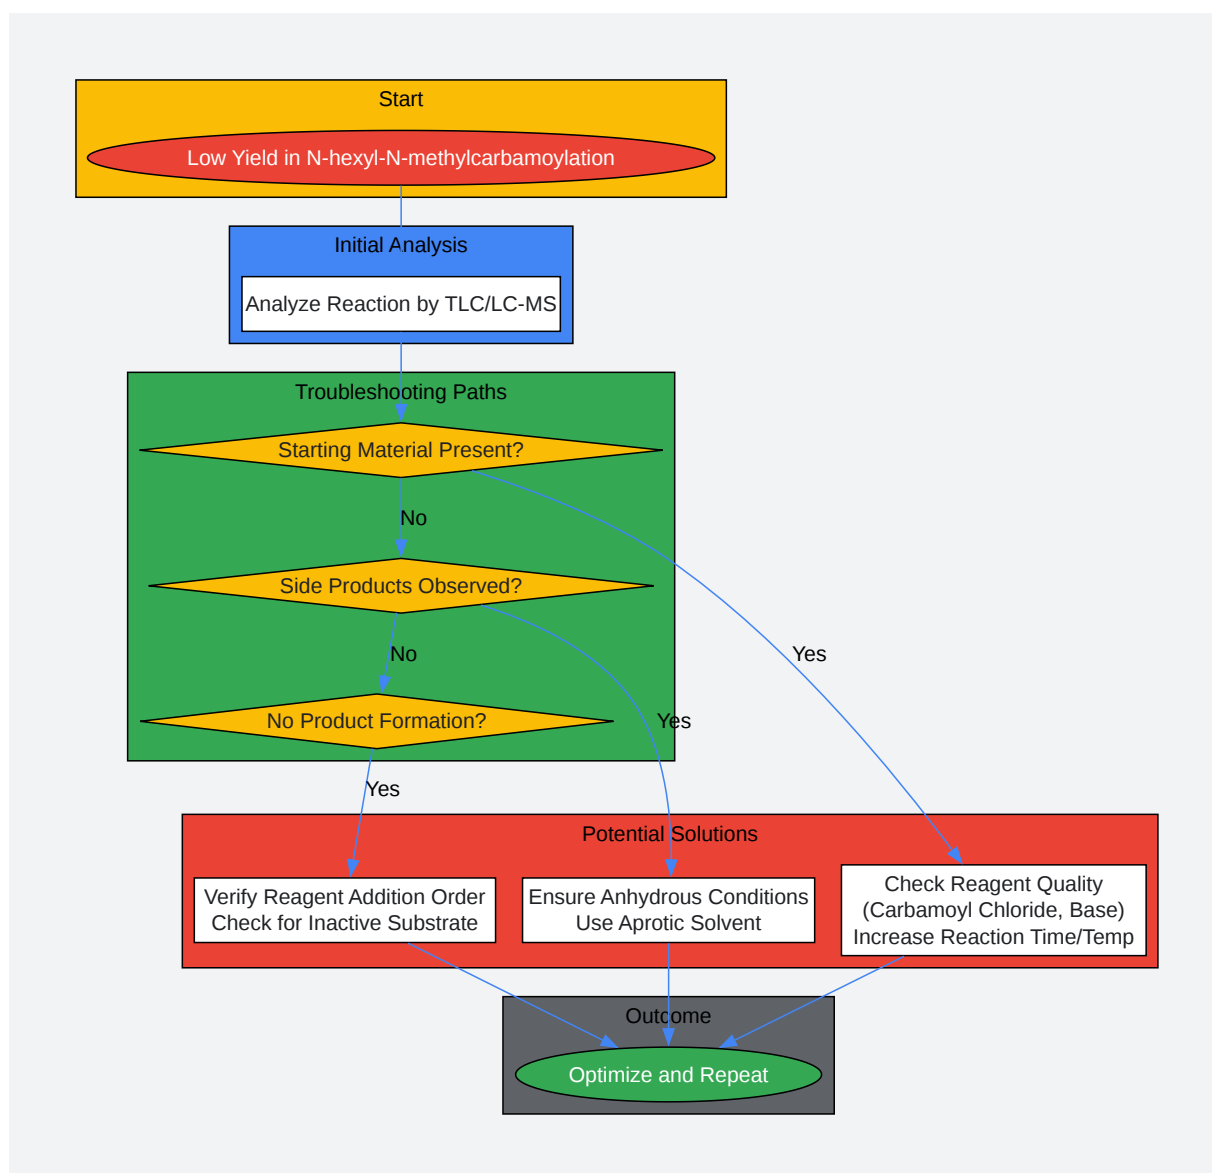 Start
Low Yield in N-hexyl-N-methylcarbamoylation
Initial Analysis
Analyze Reaction by TLC/LC-MS
Troubleshooting Paths
Starting Material Present?
No
Side Products Observed?
No
Yes
No Product Formation?
Yes
Yes
Potential Solutions
Verify Reagent Addition Order
Check for Inactive Substrate
Ensure Anhydrous Conditions
Use Aprotic Solvent
Check Reagent Quality
(Carbamoyl Chloride, Base)
Increase Reaction Time/Temp
Outcome
Optimize and Repeat